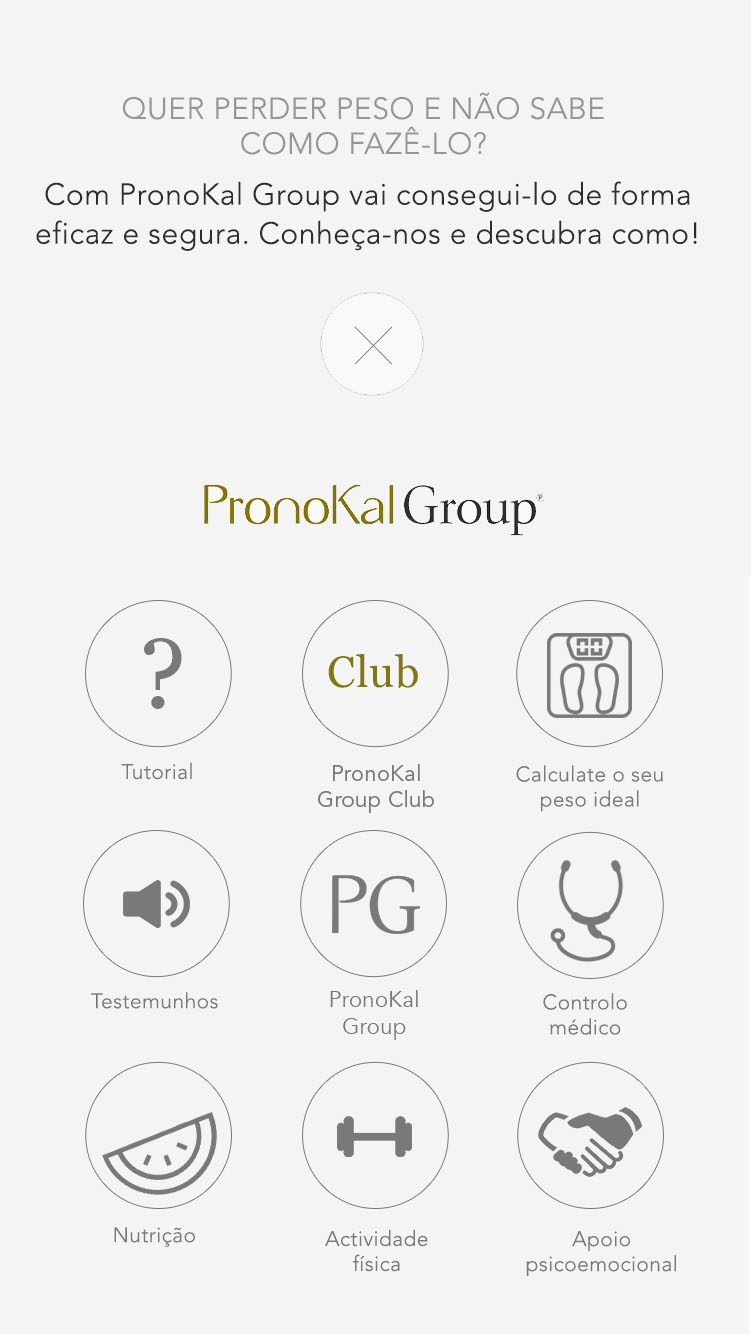 QUER PERDER PESO E NÃO SABE
COMO FAZÊ-LO?
Com PronoKal Group vai consegui-lo de forma
eficaz e segura. Conheça-nos e descubra como!
PronoKal Group®
?
Club
Tutorial
PronoKal
Group Club
Calculate o seu
peso ideal
PG
Testemunhos
PronoKal
Group
Controlo
médico
Nutrição
Actividade
física
Apoio
psicoemocional